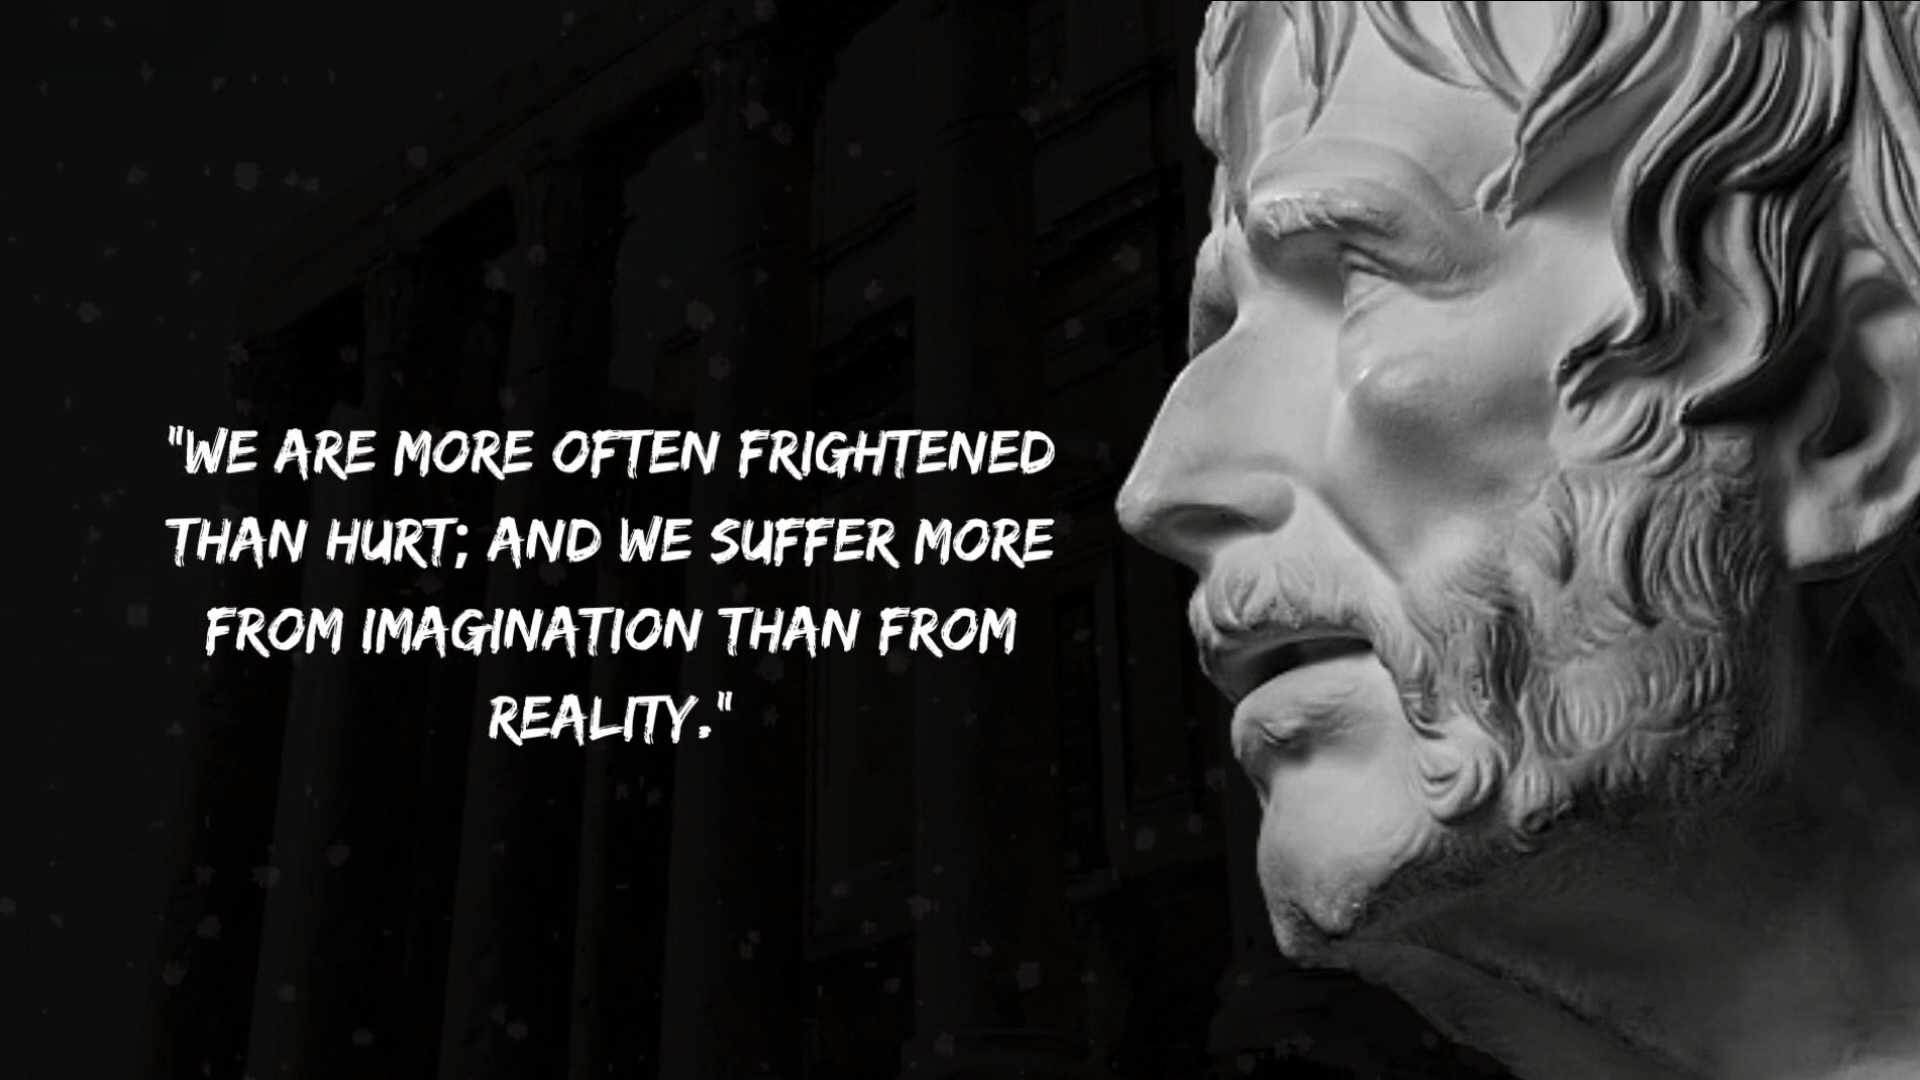 "WE ARE MORE OFTEN FRIGHTENED
THAN HURT; AND WE SUFFER MORE
FROM IMAGINATION THAN FROM
REALITY."